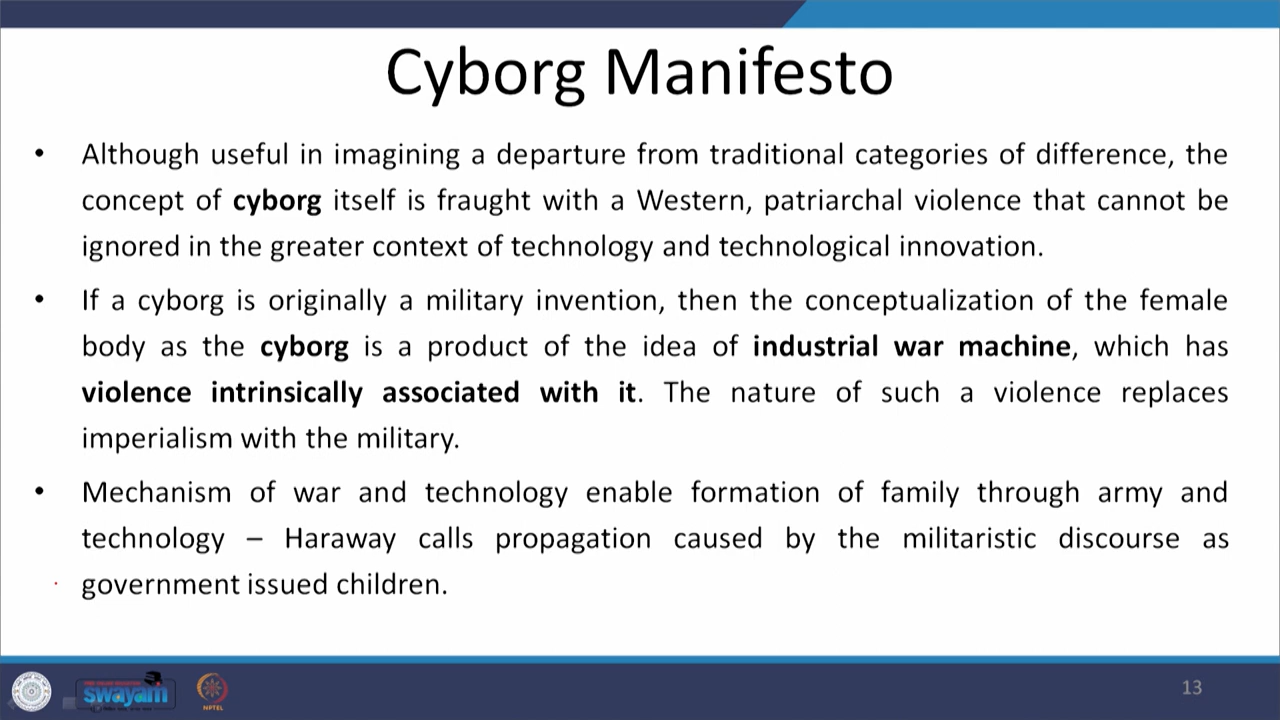 Cyborg Manifesto
• Although useful in imagining a departure from traditional categories of difference, the
concept of cyborg itself is fraught with a Western, patriarchal violence that cannot be
ignored in the greater context of technology and technological innovation.
• If a cyborg is originally a military invention, then the conceptualization of the female
body as the cyborg is a product of the idea of industrial war machine, which has
violence intrinsically associated with it. The nature of such a violence replaces
imperialism with the military.
• Mechanism of war and technology enable formation of family through army and
technology – Haraway calls propagation caused by the militaristic discourse as
government issued children.
swayam
NPTEL
13